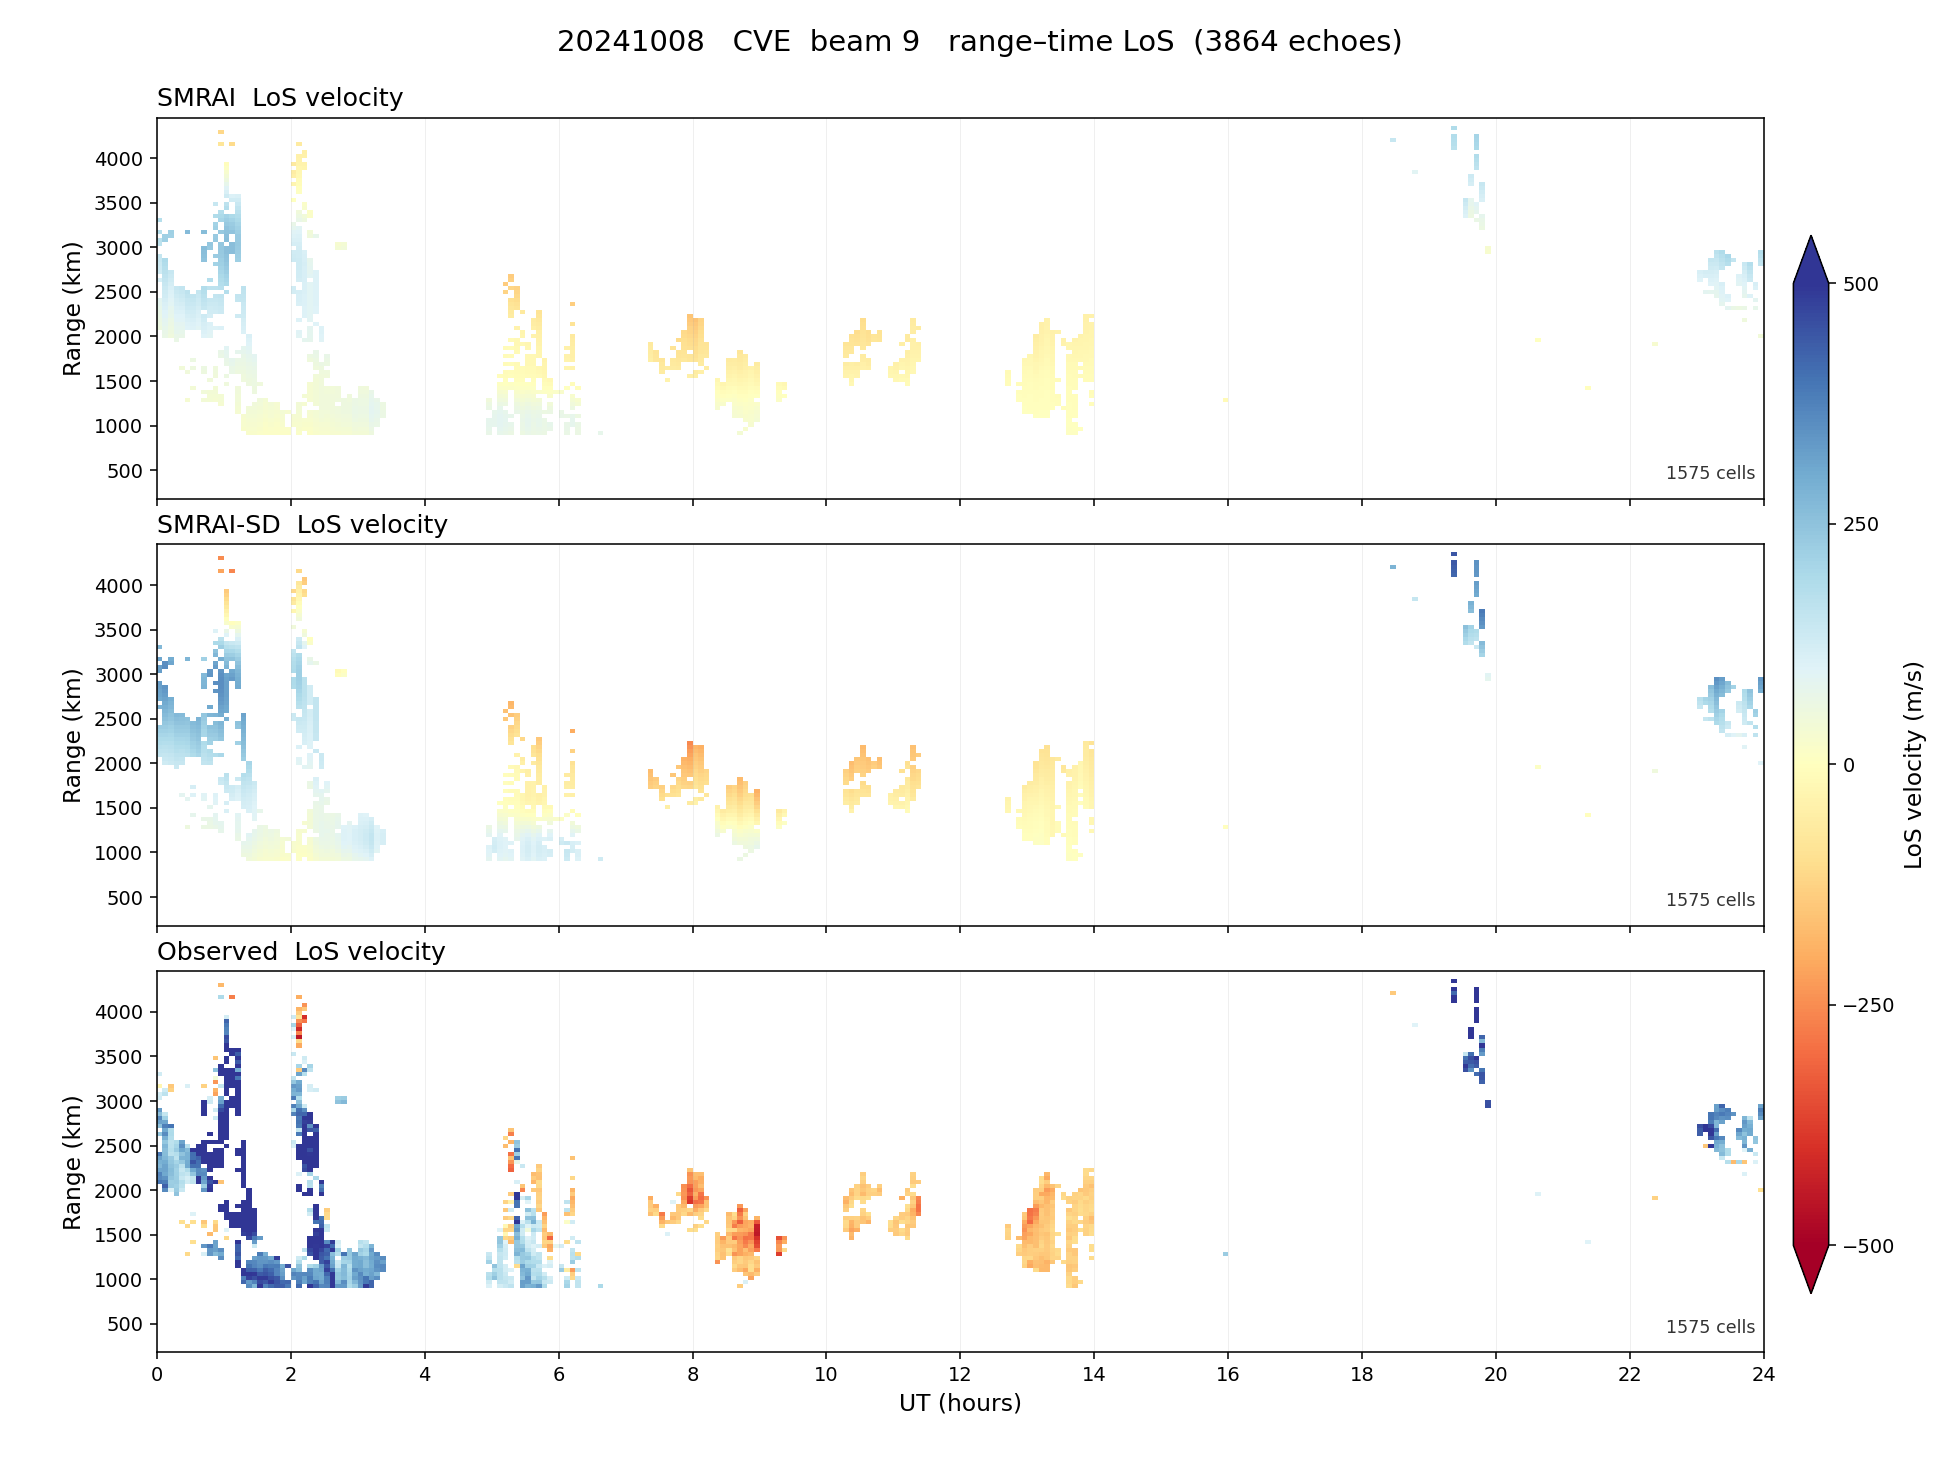 20241008   CVE  beam 9   range–time LoS  (3864 echoes)
SMRAI  LoS velocity
4000
3500
3000
2500
2000
1500
1000
500
Range (km)
1575 cells
SMRAI-SD  LoS velocity
4000
3500
3000
2500
2000
1500
1000
500
Range (km)
1575 cells
Observed  LoS velocity
4000
3500
3000
2500
2000
1500
1000
500
Range (km)
1575 cells
0 2 4 6 8 10 12 14 16 18 20 22 24
UT (hours)
500
250
0
−250
−500
LoS velocity (m/s)